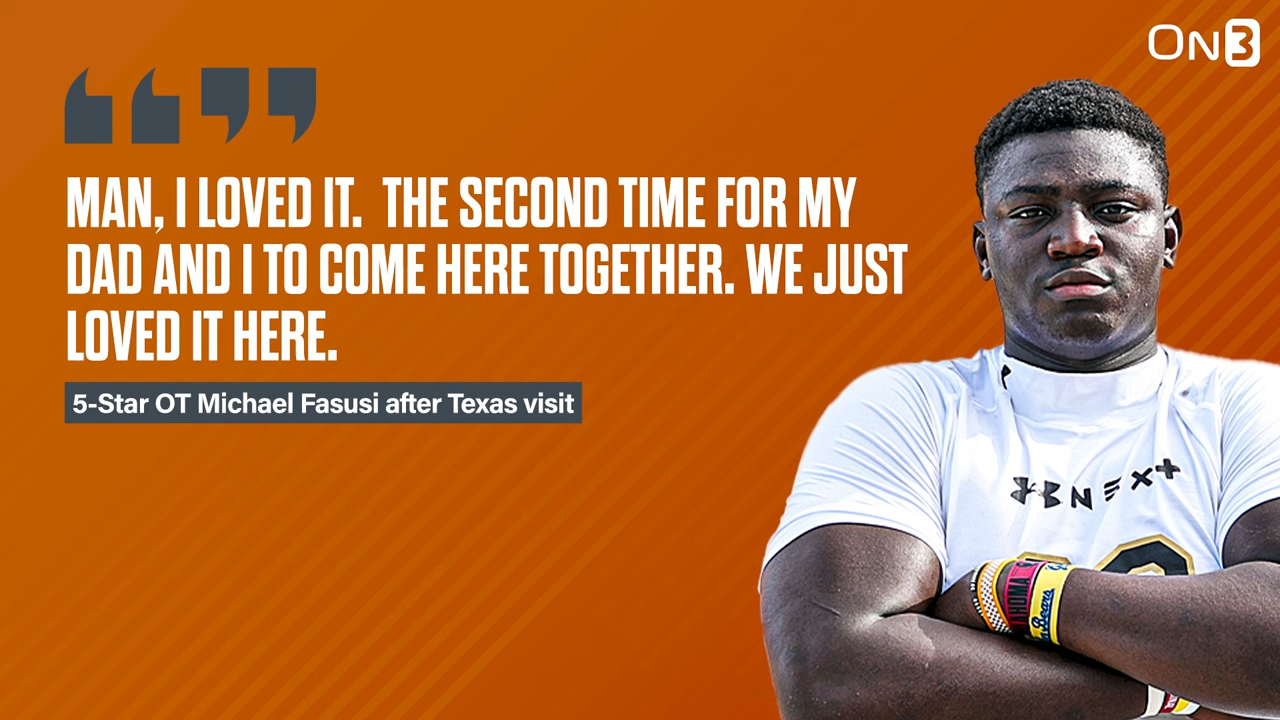 ON3
MAN, I LOVED IT. THE SECOND TIME FOR MY
DAD AND I TO COME HERE TOGETHER. WE JUST
LOVED IT HERE.
5-Star OT Michael Fasusi after Texas visit
NEXT